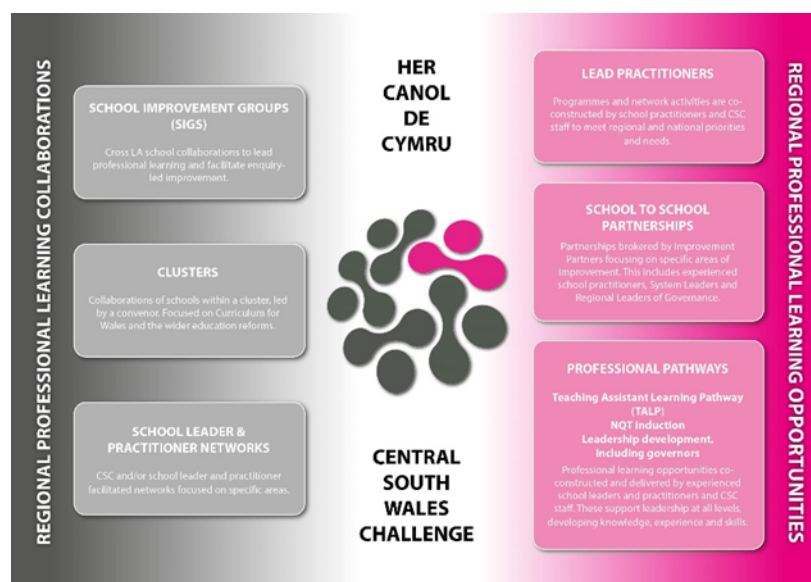 REGIONAL PROFESSIONAL LEARNING COLLABORATIONS
SCHOOL IMPROVEMENT GROUPS
(SIGS)
Cross LA school collaborations to lead
professional learning and facilitate enquiry-
led improvement.
CLUSTERS
Collaborations of schools within a cluster, led
by a convenor. Focused on Curriculum for
Wales and the wider education reforms.
SCHOOL LEADER &
PRACTITIONER NETWORKS
CSC and/or school leader and practitioner
facilitated networks focused on specific areas.
HER
CANOL
DE
CYMRU
CENTRAL
SOUTH
WALES
CHALLENGE
LEAD PRACTITIONERS
Programmes and network activities are co-
constructed by school practitioners and CSC
staff to meet regional and national priorities
and needs.
SCHOOL TO SCHOOL
PARTNERSHIPS
Partnerships brokered by Improvement
Partners focusing on specific areas of
improvement. This includes experienced
school practitioners, System Leaders and
Regional Leaders of Governance.
PROFESSIONAL PATHWAYS
Teaching Assistant Learning Pathway
(TALP)
NQT Induction
Leadership development,
including governors
Professional learning opportunities co-
constructed and delivered by experienced
school leaders and practitioners and CSC
staff. These support leadership at all levels,
developing knowledge, experience and skills.
REGIONAL PROFESSIONAL LEARNING OPPORTUNITIES